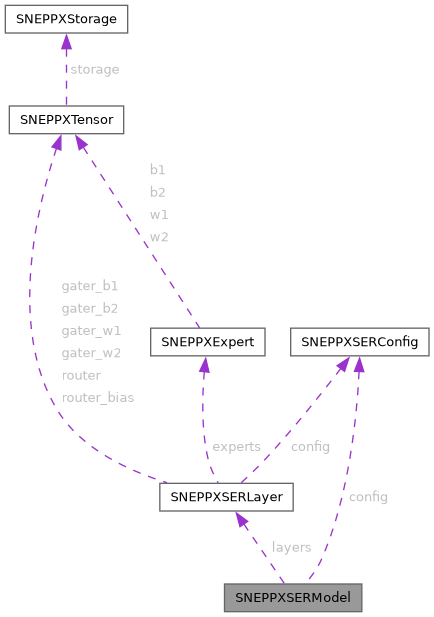 SNEPPXStorage
storage
SNEPPXTensor
b1
b2
w1
w2
gater_b1
gater_b2
gater_w1
gater_w2
router
router_bias
SNEPPXExpert
SNEPPXSERConfig
experts
config
SNEPPXSERLayer
config
layers
SNEPPXSERModel